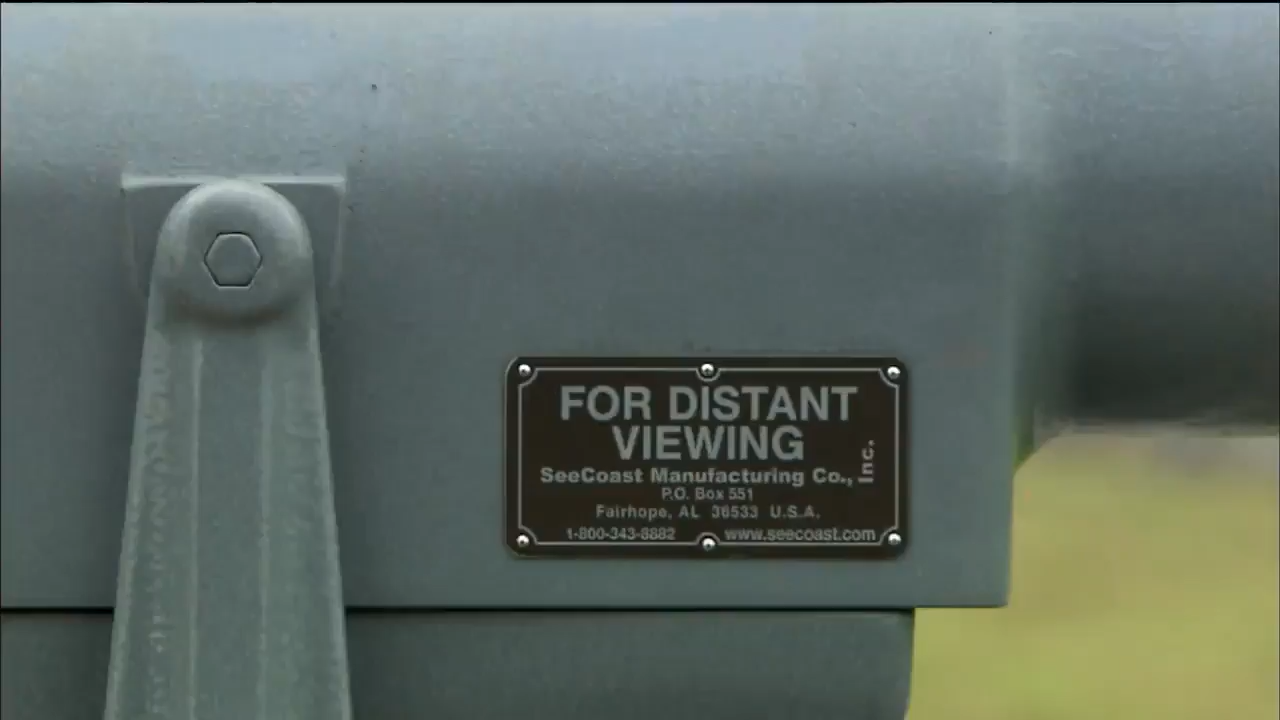 FOR DISTANT
VIEWING
SeeCoast Manufacturing Co., Inc.
P.O. Box 551
Fairhope, AL 36533 U.S.A.
1-800-343-8882 www.seecoast.com